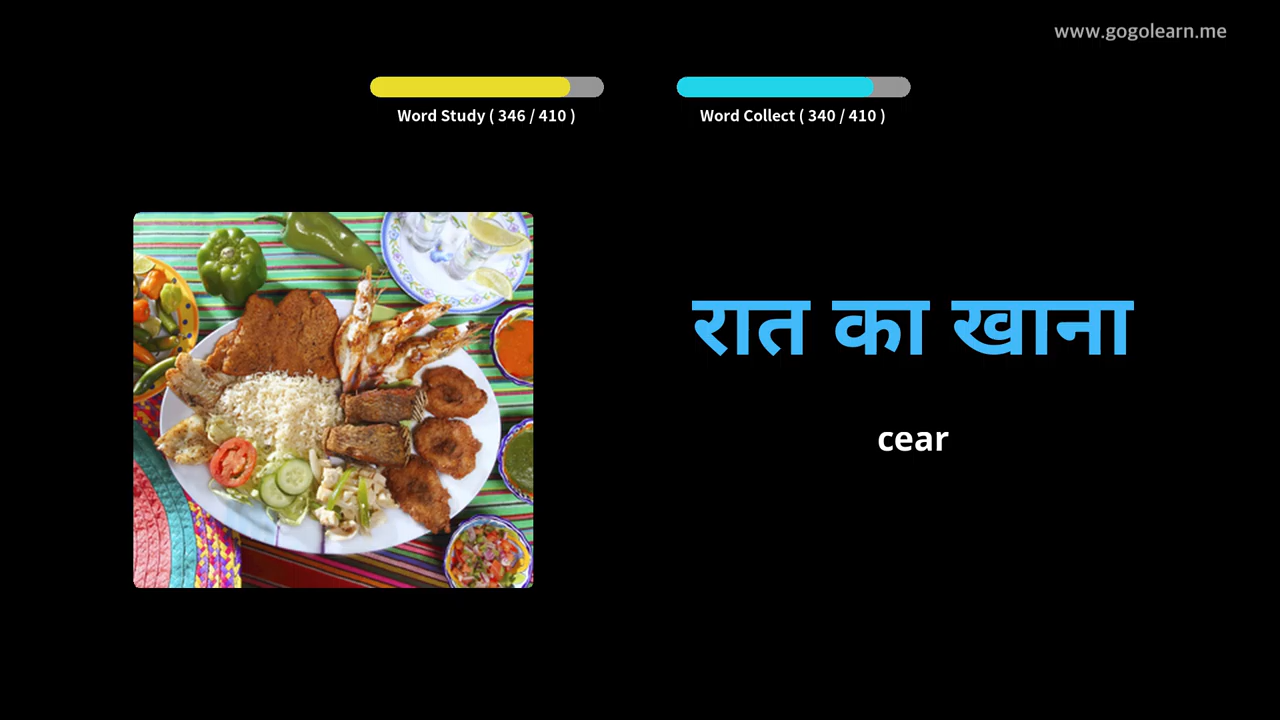 www.gogolearn.me
Word Study ( 346 / 410 )
Word Collect ( 340 / 410 )
रात का खाना
cear